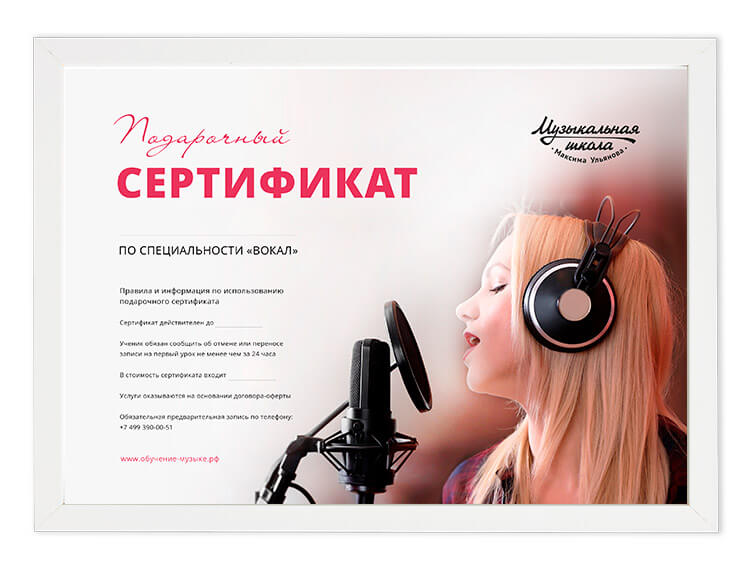 Подарочный
СЕРТИФИКАТ
Музыкальная
школа
• Максима Ульянова •
ПО СПЕЦИАЛЬНОСТИ «ВОКАЛ»
Правила и информация по использованию
подарочного сертификата
Сертификат действителен до ____________
Ученик обязан сообщить об отмене или переносе
записи на первый урок не менее чем за 24 часа
В стоимость сертификата входит ____________
Услуги оказываются на основании договора-оферты
Обязательная предварительная запись по телефону:
+7 499 390-00-51
www.обучение-музыке.рф